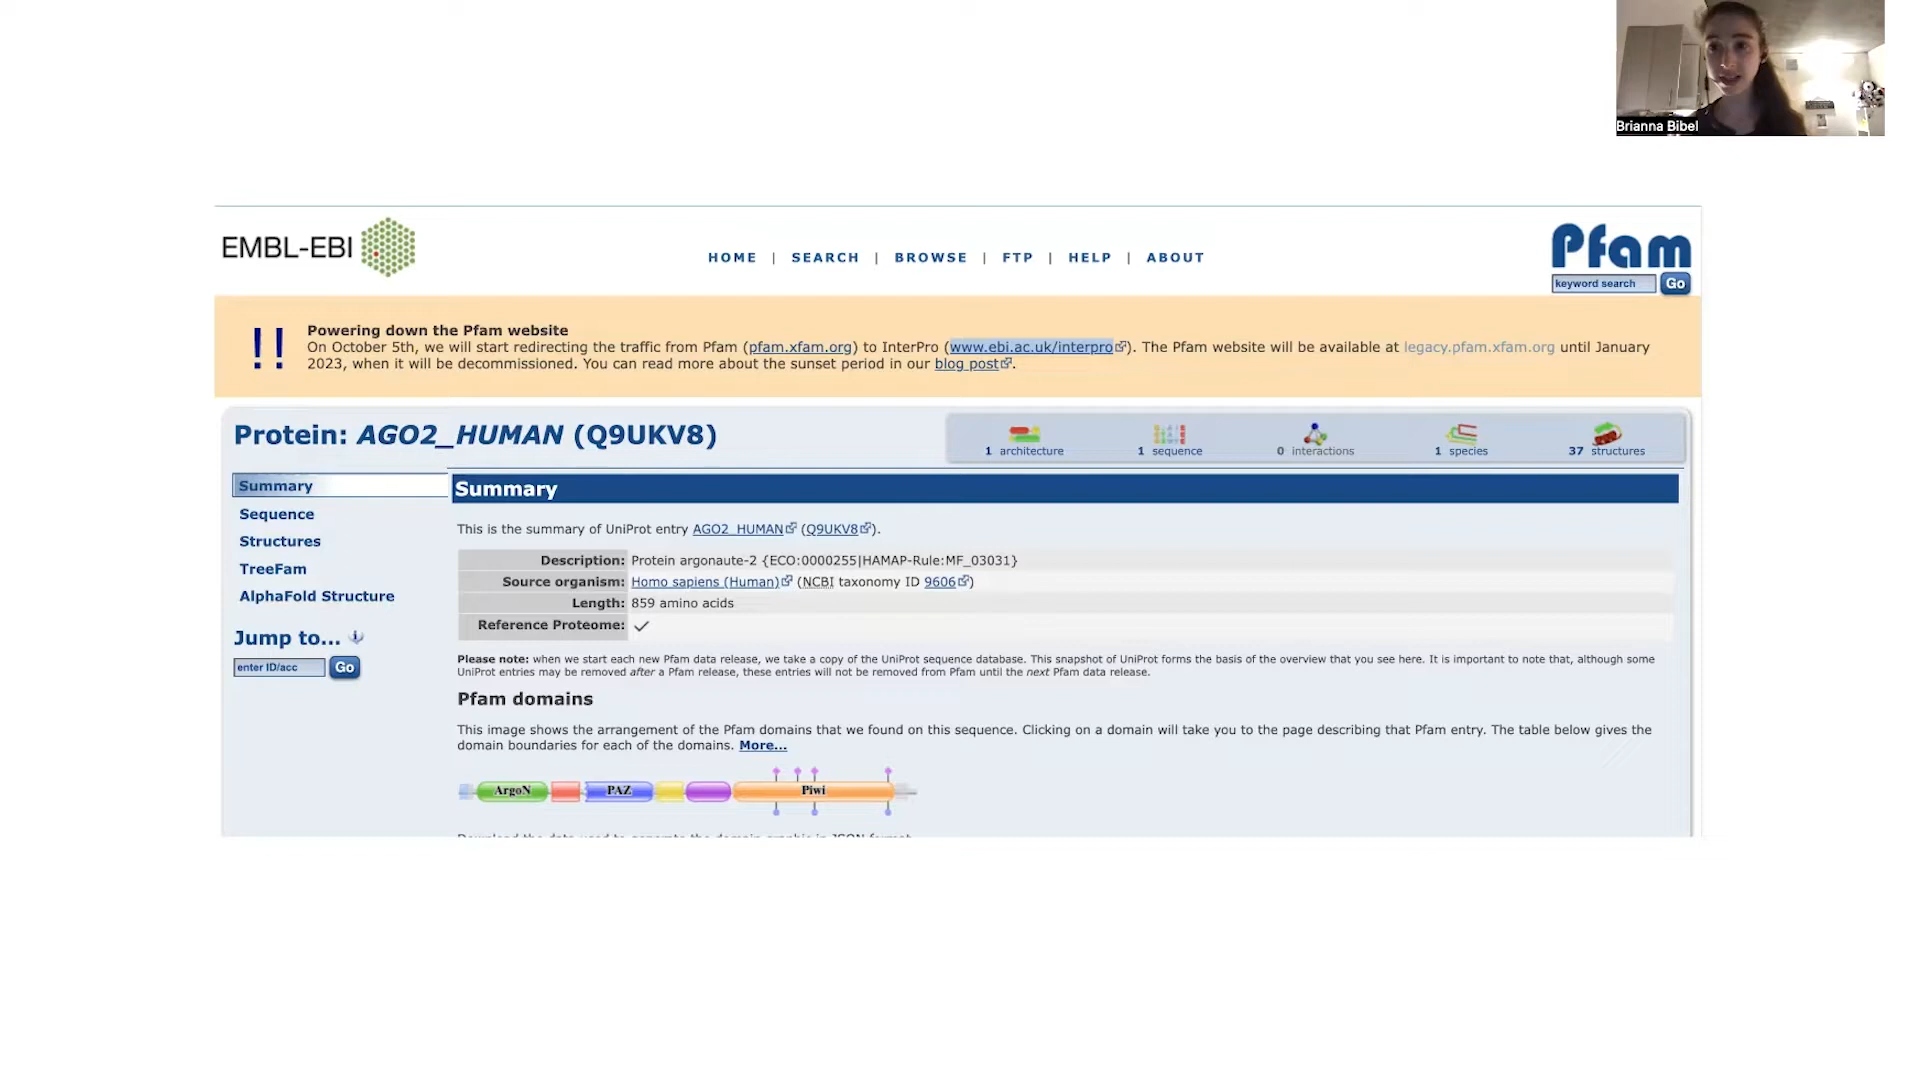 Brianna Bibel
EMBL-EBI
HOME | SEARCH | BROWSE | FTP | HELP | ABOUT
Pfam
keyword search Go
!! Powering down the Pfam website
On October 5th, we will start redirecting the traffic from Pfam (pfam.xfam.org) to InterPro (www.ebi.ac.uk/interpro). The Pfam website will be available at legacy.pfam.xfam.org until January
2023, when it will be decommissioned. You can read more about the sunset period in our blog post.
Protein: AGO2_HUMAN (Q9UKV8)
1 architecture 1 sequence 0 interactions 1 species 37 structures
Summary
Sequence
Structures
TreeFam
AlphaFold Structure
Jump to...
enter ID/acc Go
Summary
This is the summary of UniProt entry AGO2_HUMAN (Q9UKV8).
Description: Protein argonaute-2 {ECO:0000255|HAMAP-Rule:MF_03031}
Source organism: Homo sapiens (Human) (NCBI taxonomy ID 9606)
Length: 859 amino acids
Reference Proteome: ✓
Please note: when we start each new Pfam data release, we take a copy of the UniProt sequence database. This snapshot of UniProt forms the basis of the overview that you see here. It is important to note that, although some
UniProt entries may be removed after a Pfam release, these entries will not be removed from Pfam until the next Pfam data release.
Pfam domains
This image shows the arrangement of the Pfam domains that we found on this sequence. Clicking on a domain will take you to the page describing that Pfam entry. The table below gives the
domain boundaries for each of the domains. More...
ArgoN PAZ Piwi
Download the data used to generate the domain graphic in JSON format